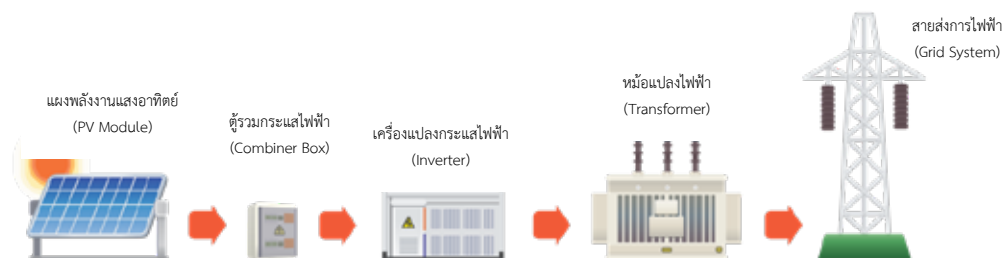 แผงพลังงานแสงอาทิตย์
(PV Module)
ตู้รวมกระแสไฟฟ้า
(Combiner Box)
เครื่องแปลงกระแสไฟฟ้า
(Inverter)
หม้อแปลงไฟฟ้า
(Transformer)
สายส่งการไฟฟ้า
(Grid System)